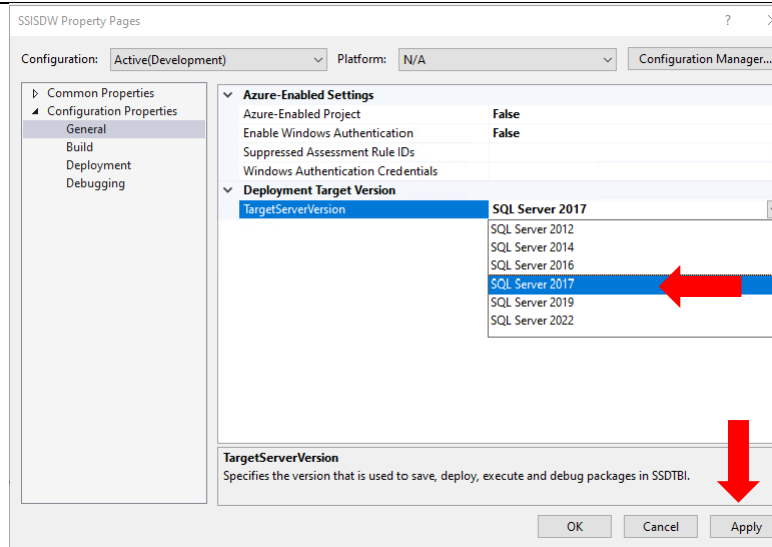 SSISDW Property Pages ?
Configuration: Active(Development) Platform: N/A Configuration Manager...
Common Properties
Configuration Properties
General
Build
Deployment
Debugging
Azure-Enabled Settings
Azure-Enabled Project False
Enable Windows Authentication False
Suppressed Assessment Rule IDs
Windows Authentication Credentials
Deployment Target Version
TargetServerVersion SQL Server 2017
SQL Server 2012
SQL Server 2014
SQL Server 2016
SQL Server 2017
SQL Server 2019
SQL Server 2022
TargetServerVersion
Specifies the version that is used to save, deploy, execute and debug packages in SSDTBI.
OK Cancel Apply